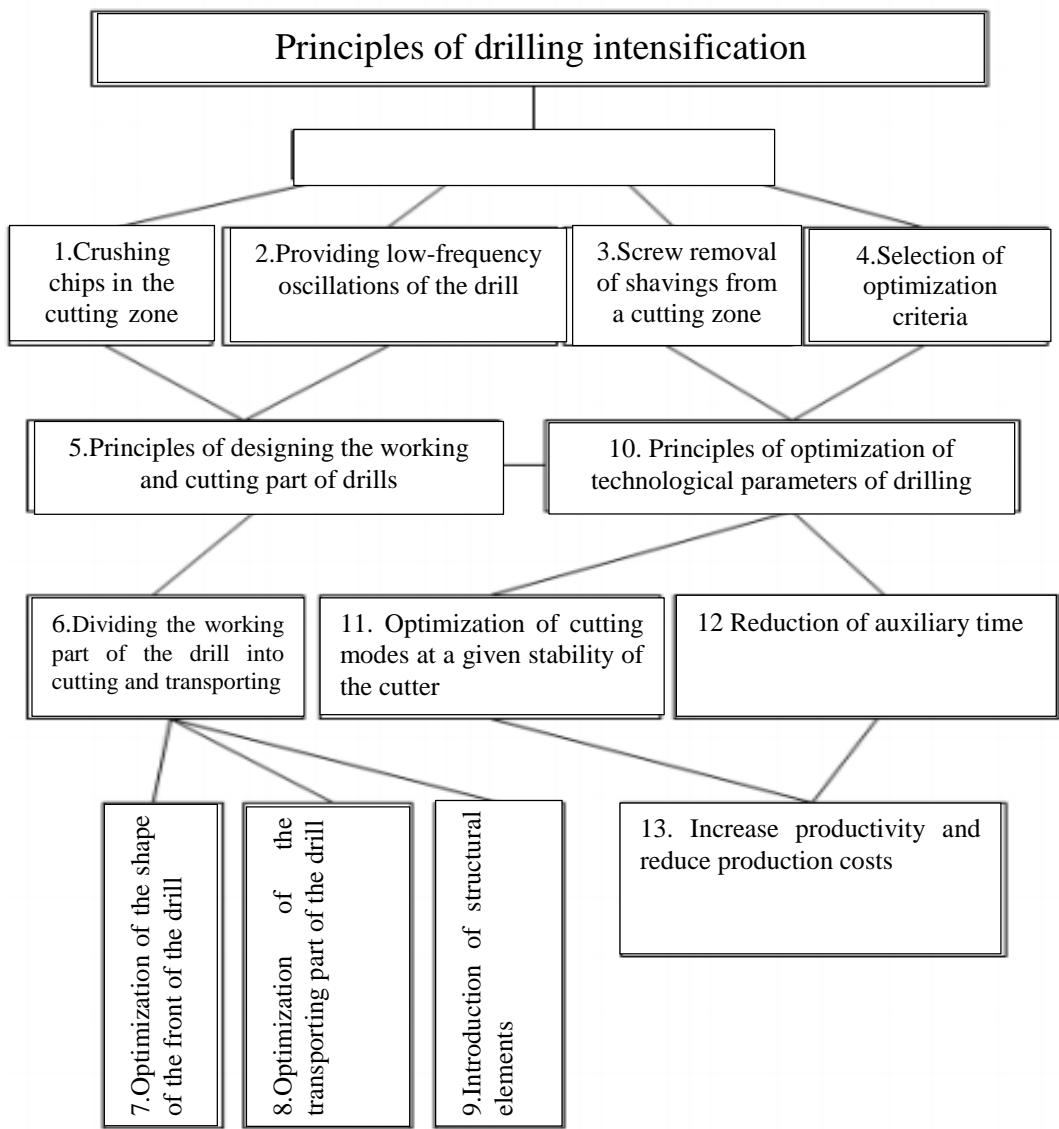 Principles of drilling intensification
1.Crushing
chips in the
cutting zone
2.Providing low-frequency
oscillations of the drill
3.Screw removal
of shavings from
a cutting zone
4.Selection of
optimization
criteria
5.Principles of designing the working
and cutting part of drills
10. Principles of optimization of
technological parameters of drilling
6.Dividing the working
part of the drill into
cutting and transporting
11. Optimization of cutting
modes at a given stability of
the cutter
12 Reduction of auxiliary time
7.Optimization of the shape
of the front of the drill
8.Optimization of the
transporting part of the drill
9.Introduction of structural
elements
13. Increase productivity and
reduce production costs